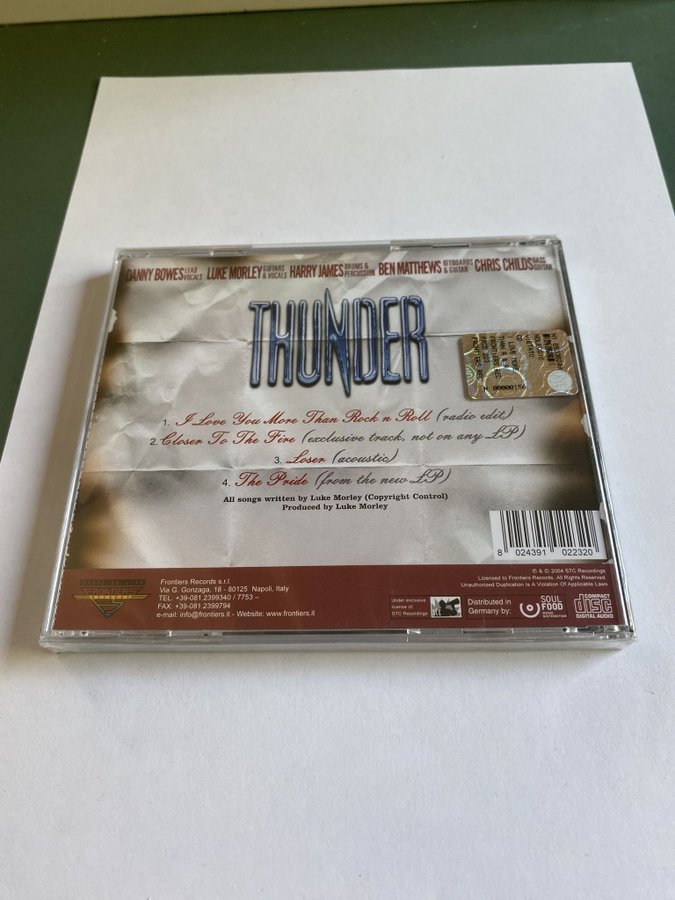 DANNY BOWES LEAD VOCALS LUKE MORLEY GUITARS & VOCALS HARRY JAMES DRUMS & PERCUSSION BEN MATTHEWS KEYBOARDS & GUITAR CHRIS CHILDS BASS GUITAR
THUNDER
1. I Love You More Than Rock n Roll (radio edit)
2. Closer To The Fire (exclusive track, not on any LP)
3. Loser (acoustic)
4. The Pride (from the new LP)
All songs written by Luke Morley (Copyright Control)
Produced by Luke Morley
8 024391 022320
FRONTIERS
Frontiers Records s.r.l.
Via G. Gonzaga, 18 - 80125 Napoli, Italy
TEL: +39-081.2399340 / 7753 –
FAX: +39-081.2399794
e-mail: info@frontiers.it - Website: www.frontiers.it
Under exclusive
license of
STC Recordings
Distributed in
Germany by:
SOUL
FOOD
DISTRIBUTION
℗ & © 2004 STC Recordings
Licensed to Frontiers Records. All Rights Reserved
Unauthorized Duplication Is A Violation Of Applicable Laws
COMPACT
disc
DIGITAL AUDIO